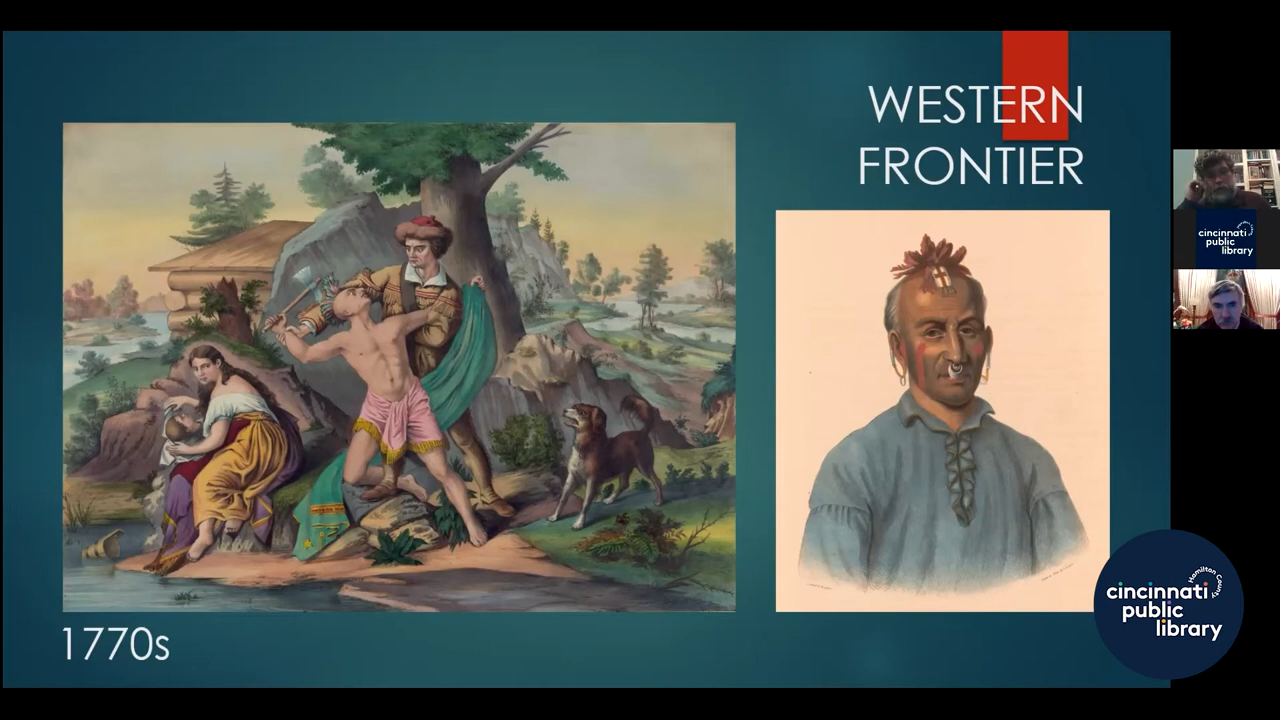 WESTERN
FRONTIER
1770s
cincinnati
public
library
Hamilton County
cincinnati
public
library